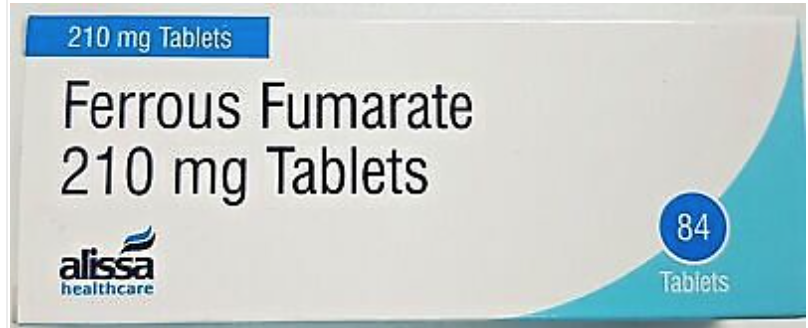 210 mg Tablets
Ferrous Fumarate
210 mg Tablets
alissa
healthcare
84
Tablets